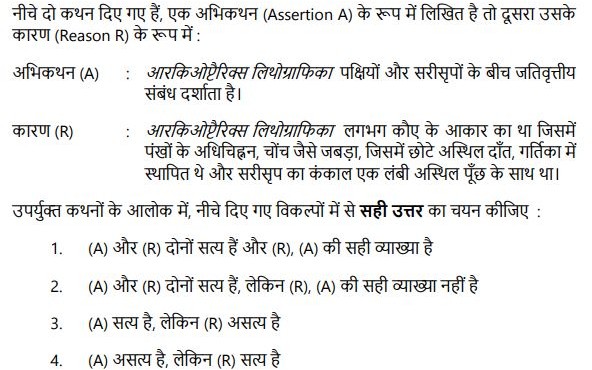 नीचे दो कथन दिए गए हैं, एक अभिकथन (Assertion A) के रूप में लिखित है तो दूसरा उसके
कारण (Reason R) के रूप में :
अभिकथन (A) : आरकिओप्टैरिक्स लिथोग्राफिका पक्षियों और सरीसृपों के बीच जतिवृत्तीय
संबंध दर्शाता है।
कारण (R) : आरकिओप्टैरिक्स लिथोग्राफिका लगभग कौए के आकार का था जिसमें
पंखों के अधिचिह्नन, चोंच जैसे जबड़ा, जिसमें छोटे अस्थिल दाँत, गर्तिका में
स्थापित थे और सरीसृप का कंकाल एक लंबी अस्थिल पूँछ के साथ था।
उपर्युक्त कथनों के आलोक में, नीचे दिए गए विकल्पों में से सही उत्तर का चयन कीजिए :
1. (A) और (R) दोनों सत्य हैं और (R), (A) की सही व्याख्या है
2. (A) और (R) दोनों सत्य हैं, लेकिन (R), (A) की सही व्याख्या नहीं है
3. (A) सत्य है, लेकिन (R) असत्य है
4. (A) असत्य है, लेकिन (R) सत्य है